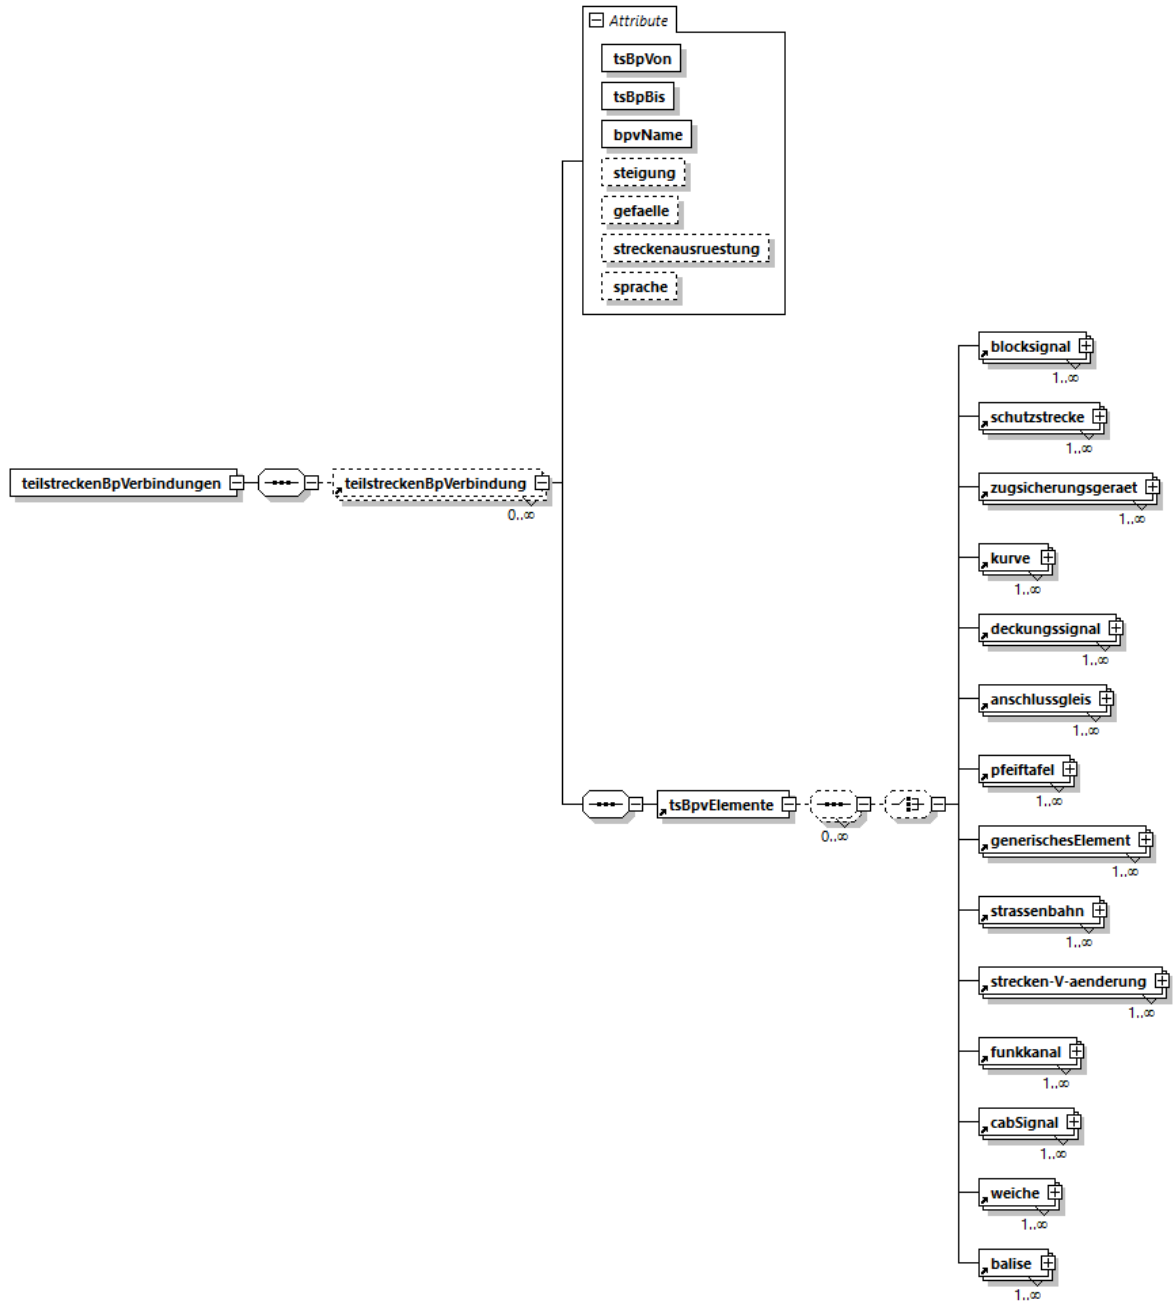 Attribute
tsBpVon
tsBpBis
bpvName
steigung
gefaelle
streckenausruestung
sprache
teilstreckenBpVerbindungen
teilstreckenBpVerbindung
0..∞
tsBpvElemente
0..∞
blocksignal
1..∞
schutzstrecke
1..∞
zugsicherungsgeraet
1..∞
kurve
1..∞
deckungssignal
1..∞
anschlussgleis
1..∞
pfeiftafel
1..∞
generischesElement
1..∞
strassenbahn
1..∞
strecken-V-aenderung
1..∞
funkkanal
1..∞
cabSignal
1..∞
weiche
1..∞
balise
1..∞